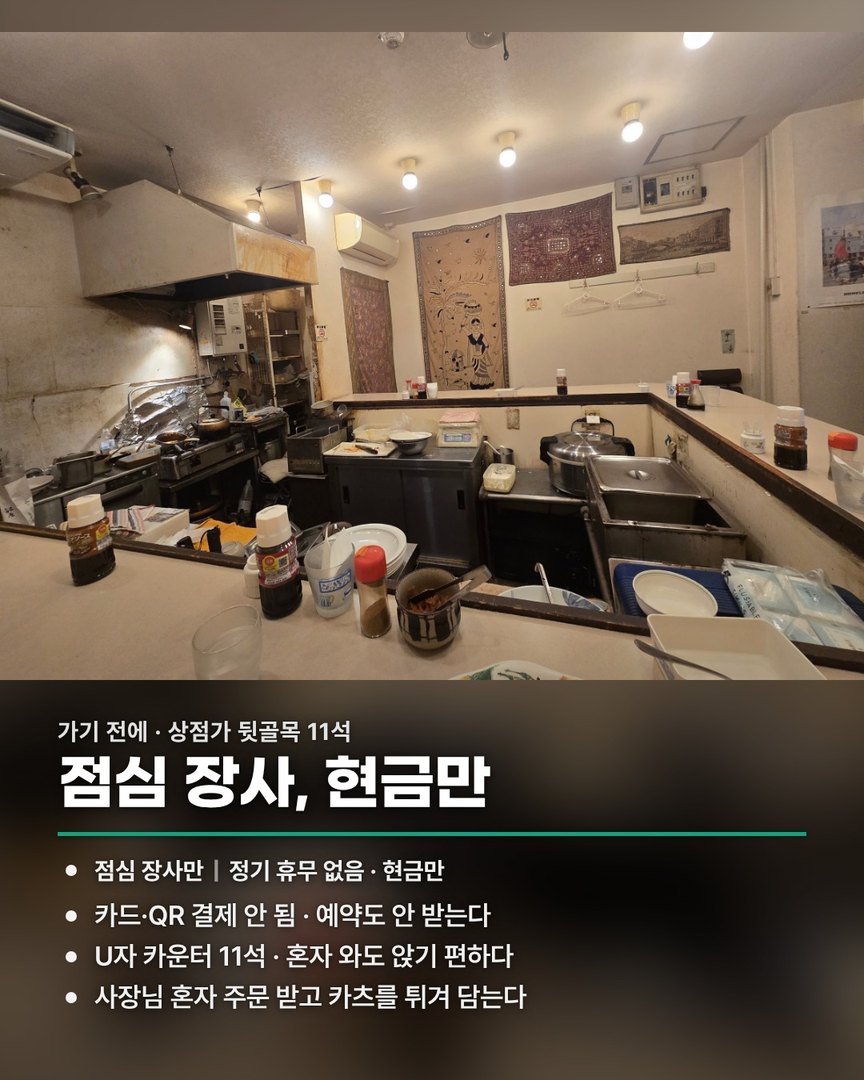 가기 전에 · 상점가 뒷골목 11석
점심 장사, 현금만
점심 장사만 | 정기 휴무 없음 · 현금만
카드·QR 결제 안 됨 · 예약도 안 받는다
U자 카운터 11석 · 혼자 와도 앉기 편하다
사장님 혼자 주문 받고 카츠를 튀겨 담는다